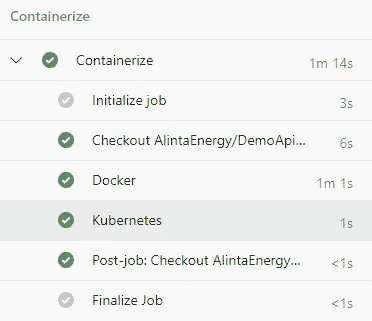 Containerize
Containerize 1m 14s
Initialize job 3s
Checkout AlintaEnergy/DemoApi... 6s
Docker 1m 1s
Kubernetes 1s
Post-job: Checkout AlintaEnergy... <1s
Finalize Job <1s